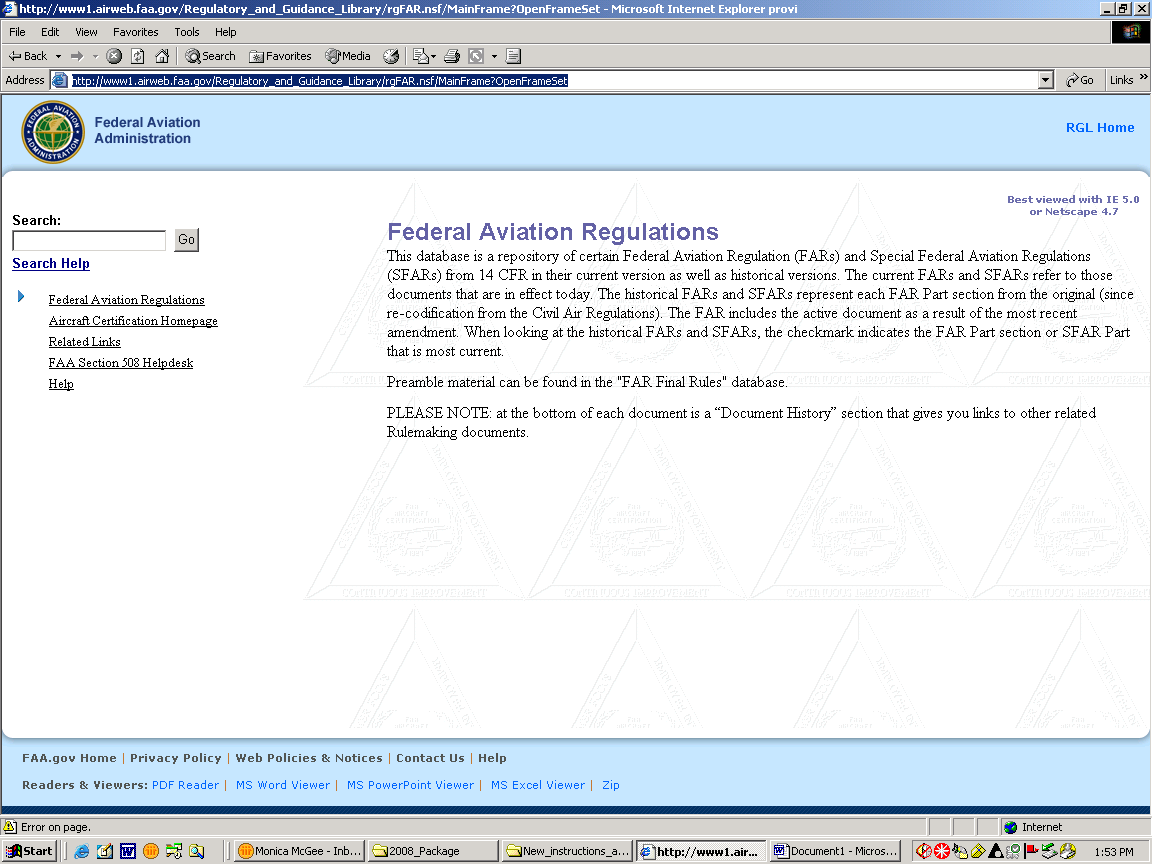 http://www1.airweb.faa.gov/Regulatory_and_Guidance_Library/rgFAR.nsf/MainFrame?OpenFrameSet - Microsoft Internet Explorer provi
File Edit View Favorites Tools Help
Back Search Favorites Media
Address http://www1.airweb.faa.gov/Regulatory_and_Guidance_Library/rgFAR.nsf/MainFrame?OpenFrameSet Go Links »
Federal Aviation
Administration
RGL Home
Best viewed with IE 5.0
or Netscape 4.7
Search:
Go
Search Help
Federal Aviation Regulations
Aircraft Certification Homepage
Related Links
FAA Section 508 Helpdesk
Help
Federal Aviation Regulations
This database is a repository of certain Federal Aviation Regulation (FARs) and Special Federal Aviation Regulations
(SFARs) from 14 CFR in their current version as well as historical versions. The current FARs and SFARs refer to those
documents that are in effect today. The historical FARs and SFARs represent each FAR Part section from the original (since
re-codification from the Civil Air Regulations). The FAR includes the active document as a result of the most recent
amendment. When looking at the historical FARs and SFARs, the checkmark indicates the FAR Part section or SFAR Part
that is most current.
Preamble material can be found in the "FAR Final Rules" database.
PLEASE NOTE: at the bottom of each document is a “Document History” section that gives you links to other related
Rulemaking documents.
FAA.gov Home | Privacy Policy | Web Policies & Notices | Contact Us | Help
Readers & Viewers: PDF Reader | MS Word Viewer | MS PowerPoint Viewer | MS Excel Viewer | Zip
Error on page. Internet
Start Monica McGee - Inb... 2008_Package New_instructions_a... http://www1.air... Document1 - Micros... 1:53 PM